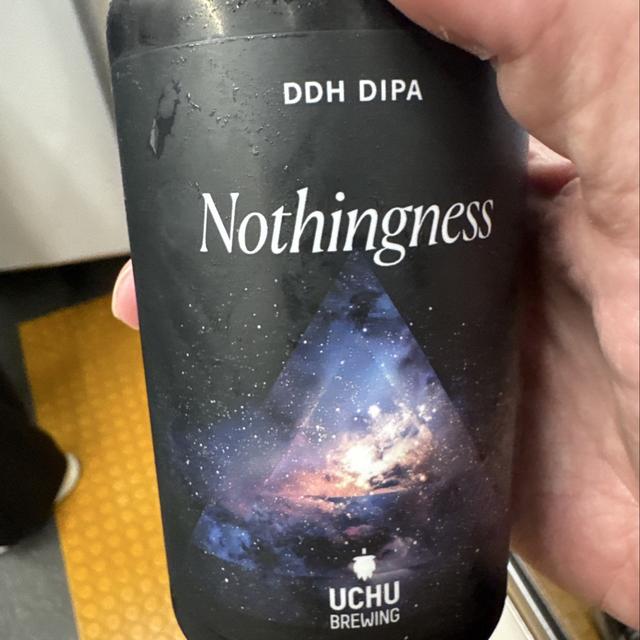 DDH DIPA
Nothingness
UCHU
BREWING